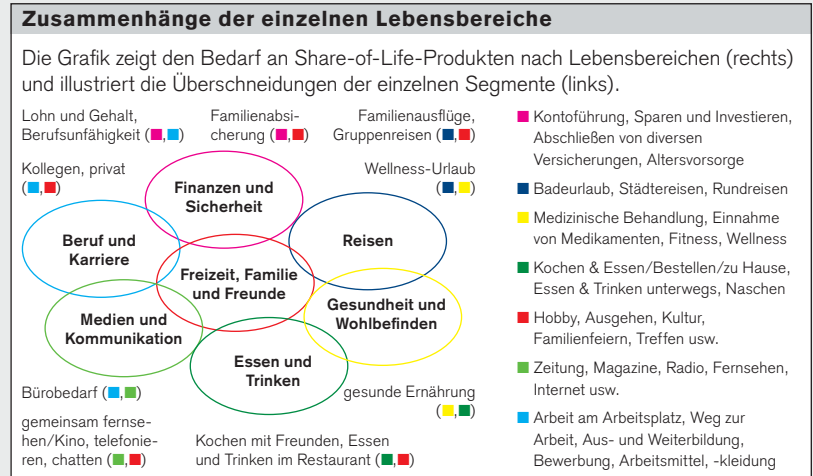 Zusammenhänge der einzelnen Lebensbereiche
Die Grafik zeigt den Bedarf an Share-of-Life-Produkten nach Lebensbereichen (rechts)
und illustriert die Überschneidungen der einzelnen Segmente (links).
Lohn und Gehalt,
Berufsunfähigkeit (■,■)
Familienabsi-
cherung (■,■)
Familienausflüge,
Gruppenreisen (■,■)
Kollegen, privat
(■,■)
Wellness-Urlaub
(■,■)
Finanzen und
Sicherheit
Beruf und
Karriere
Reisen
Freizeit, Familie
und Freunde
Gesundheit und
Wohlbefinden
Medien und
Kommunikation
Essen und
Trinken
Bürobedarf (■,■)
gesunde Ernährung
(■,■)
gemeinsam fernse-
hen/Kino, telefonie-
ren, chatten (■,■)
Kochen mit Freunden, Essen
und Trinken im Restaurant (■,■)
■ Kontoführung, Sparen und Investieren,
Abschließen von diversen
Versicherungen, Altersvorsorge
■ Badeurlaub, Städtereisen, Rundreisen
■ Medizinische Behandlung, Einnahme
von Medikamenten, Fitness, Wellness
■ Kochen & Essen/Bestellen/zu Hause,
Essen & Trinken unterwegs, Naschen
■ Hobby, Ausgehen, Kultur,
Familienfeiern, Treffen usw.
■ Zeitung, Magazine, Radio, Fernsehen,
Internet usw.
■ Arbeit am Arbeitsplatz, Weg zur
Arbeit, Aus- und Weiterbildung,
Bewerbung, Arbeitsmittel, -kleidung